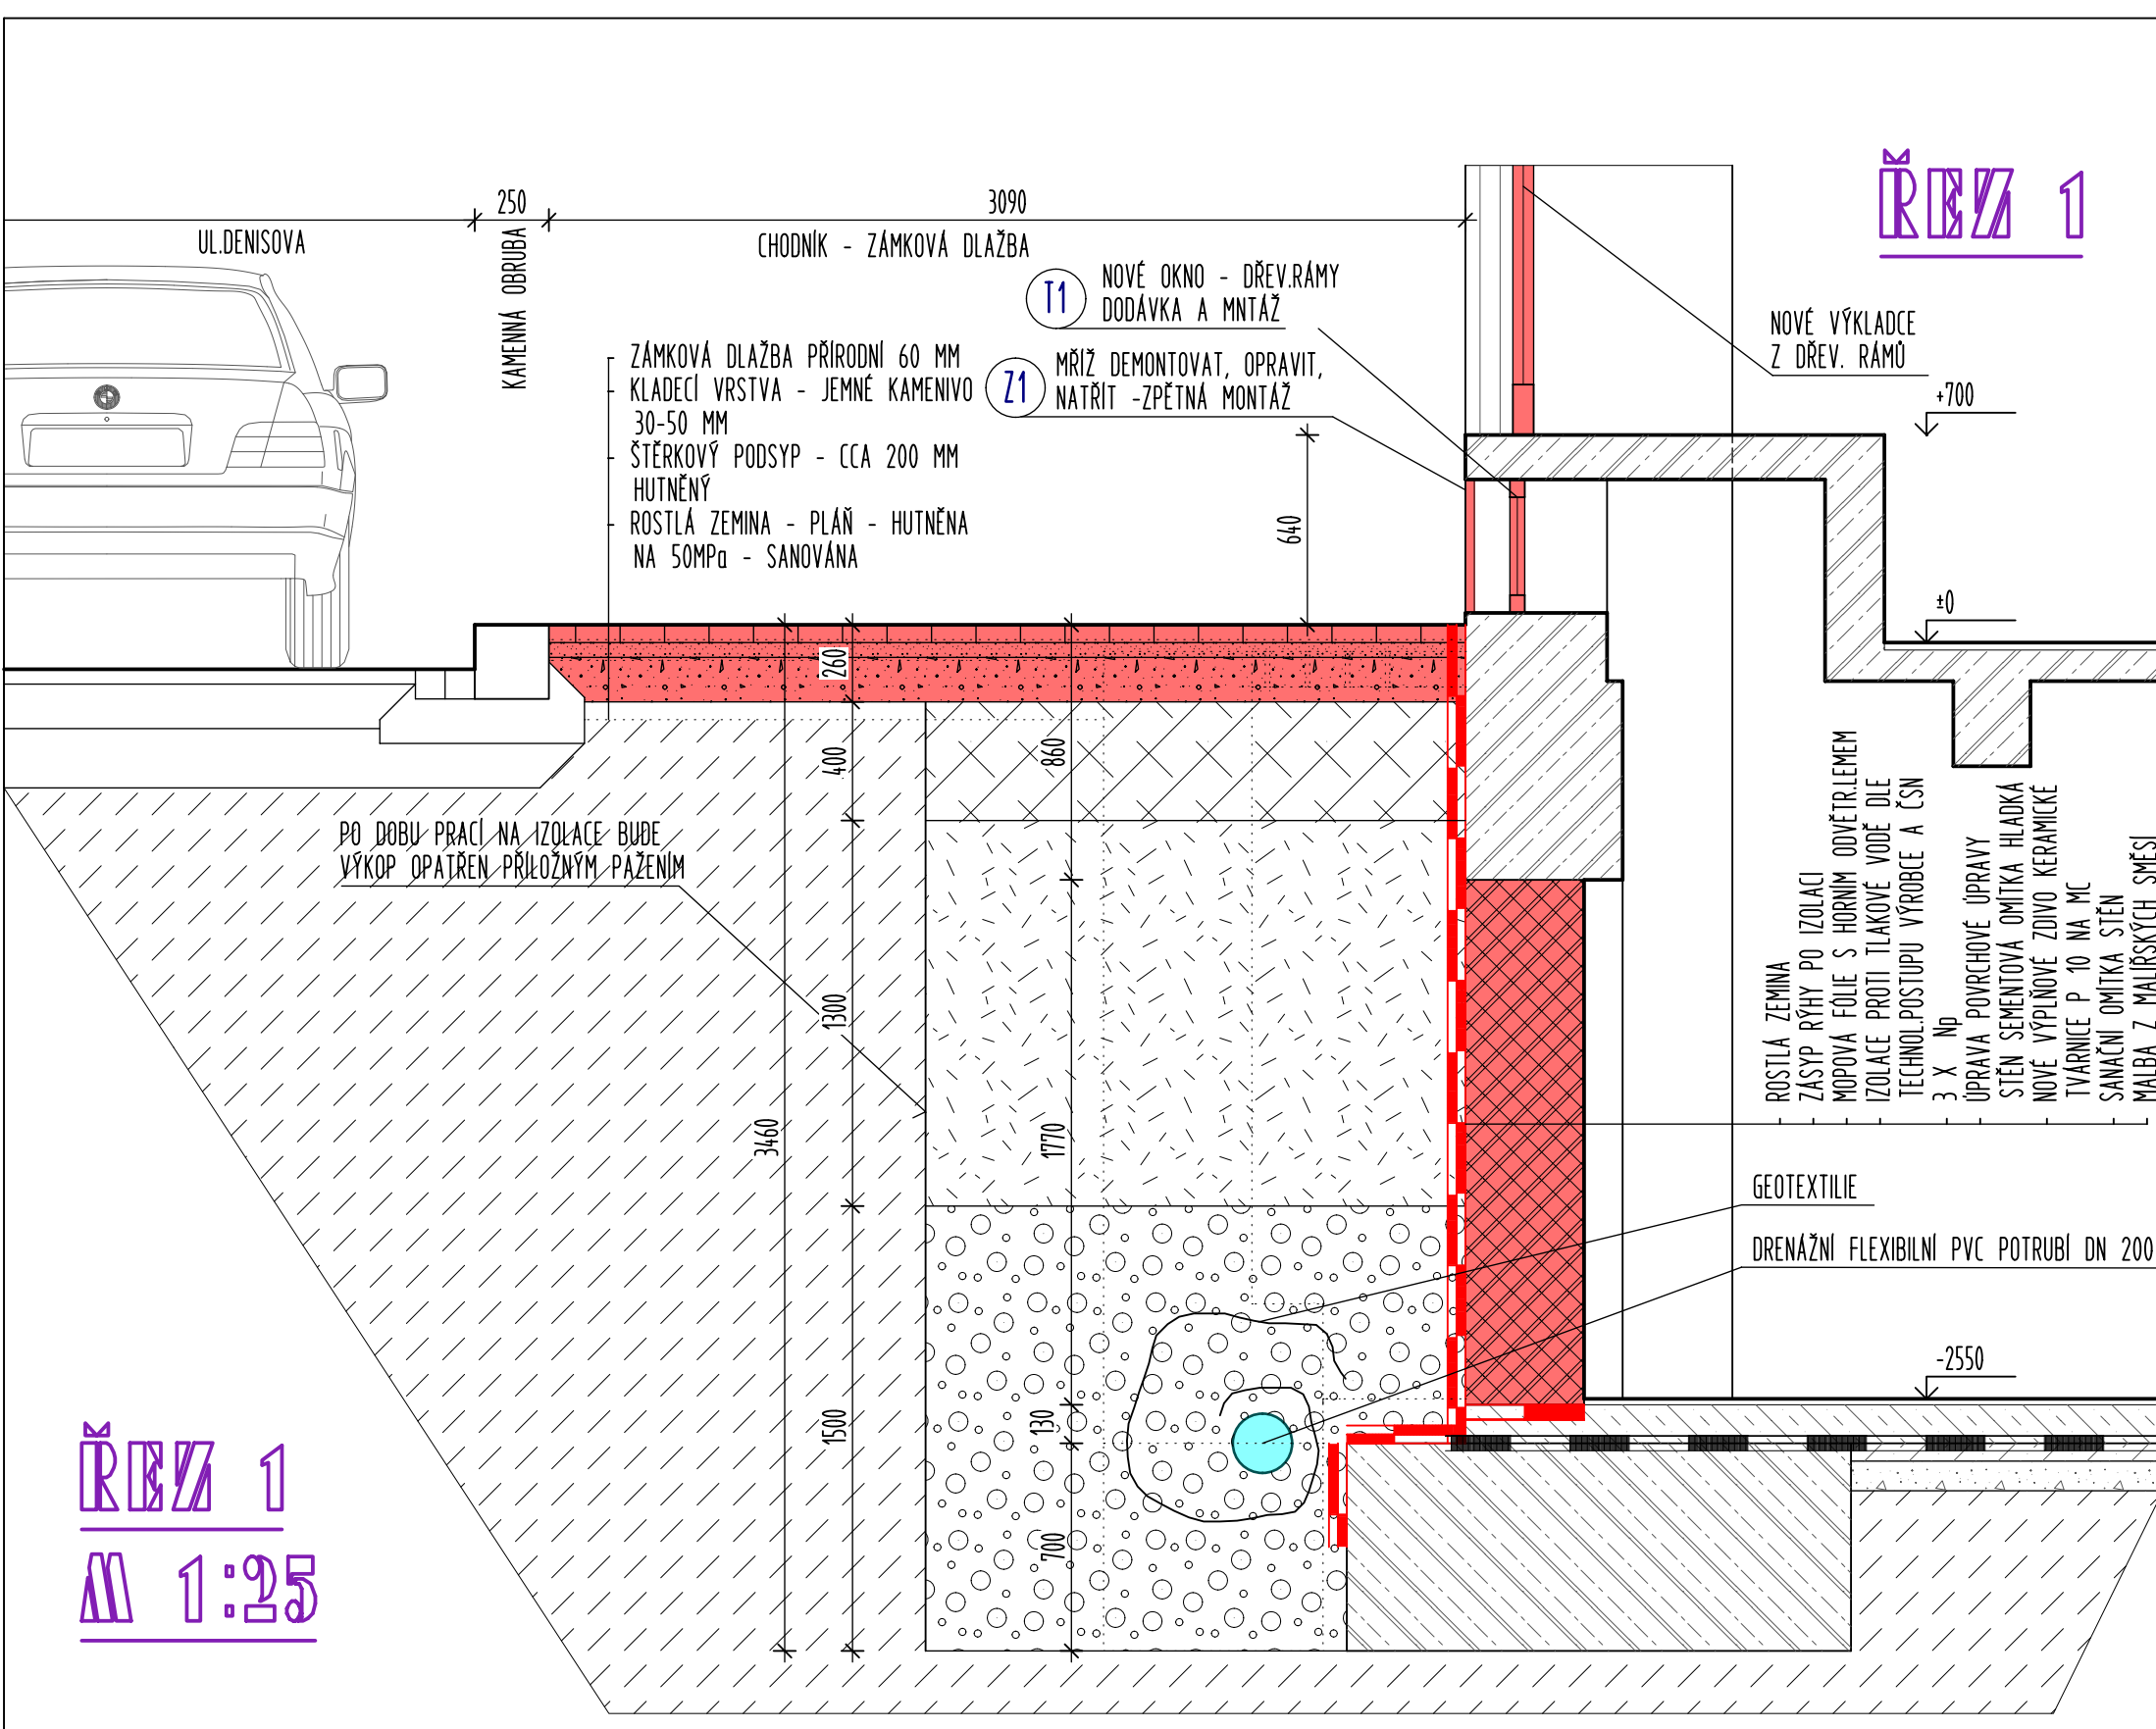 ŘEZ 1
250
3090
UL.DENISOVA
KAMENNÁ OBRUBA
CHODNÍK - ZÁMKOVÁ DLAŽBA
T1
NOVÉ OKNO - DŘEV.RÁMY
DODÁVKA A MNTÁŽ
Z1
MŘÍŽ DEMONTOVAT, OPRAVIT,
NATŘÍT -ZPĚTNÁ MONTÁŽ
NOVÉ VÝKLADCE
Z DŘEV. RÁMŮ
+700
ZÁMKOVÁ DLAŽBA PŘÍRODNÍ 60 MM
KLADECÍ VRSTVA - JEMNÉ KAMENIVO
30-50 MM
ŠTĚRKOVÝ PODSYP - CCA 200 MM
HUTNĚNÝ
ROSTLÁ ZEMINA - PLÁŇ - HUTNĚNA
NA 50MPa - SANOVÁNA
640
±0
260
400
860
PO DOBU PRACÍ NA IZOLACE BUDE
VÝKOP OPATŘEN PŘÍLOŽNÝM PAŽENÍM
1300
3460
1770
ROSTLÁ ZEMINA
ZÁSYP RÝHY PO IZOLACI
MOPOVÁ FÓLIE S HORNÍM ODVĚTR.LEMEM
IZOLACE PROTI TLAKOVÉ VODĚ DLE
TECHNOL.POSTUPU VÝROBCE A ČSN
3 X Np
ÚPRAVA POVRCHOVÉ ÚPRAVY
STĚN SEMENTOVÁ OMÍTKA HLADKÁ
NOVÉ VÝPLŇOVÉ ZDIVO KERAMICKÉ
TVÁRNICE P 10 NA MC
SANAČNÍ OMÍTKA STĚN
MALBA Z MALÍŘSKÝCH SMĚSÍ
GEOTEXTILIE
DRENÁŽNÍ FLEXIBILNÍ PVC POTRUBÍ DN 200
-2550
1500
130
700
ŘEZ 1
M 1:25